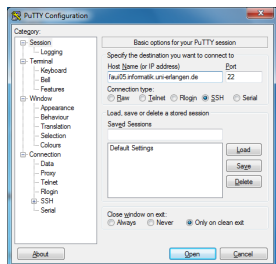 PuTTY Configuration
Category:
Session
Logging
Terminal
Keyboard
Bell
Features
Window
Appearance
Behaviour
Translation
Selection
Colours
Connection
Data
Proxy
Telnet
Rlogin
SSH
Serial
Basic options for your PuTTY session
Specify the destination you want to connect to
Host Name (or IP address) Port
faui05.informatik.uni-erlangen.de 22
Connection type:
Raw Telnet Rlogin SSH Serial
Load, save or delete a stored session
Saved Sessions
Default Settings
Load
Save
Delete
Close window on exit:
Always Never Only on clean exit
About Open Cancel